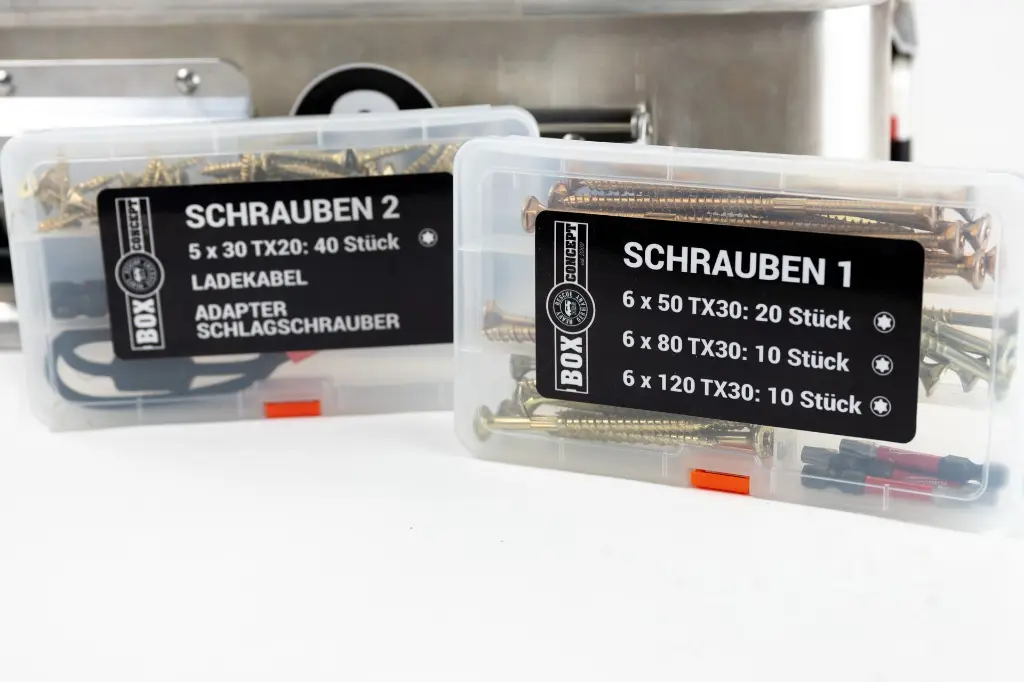 SCHRAUBEN 2
5 x 30 TX20: 40 Stück
LADEKABEL
ADAPTER
SCHLAGSCHRAUBER
BOX
CONCEPT
SCHRAUBEN 1
6 x 50 TX30: 20 Stück
6 x 80 TX30: 10 Stück
6 x 120 TX30: 10 Stück
BOX
CONCEPT